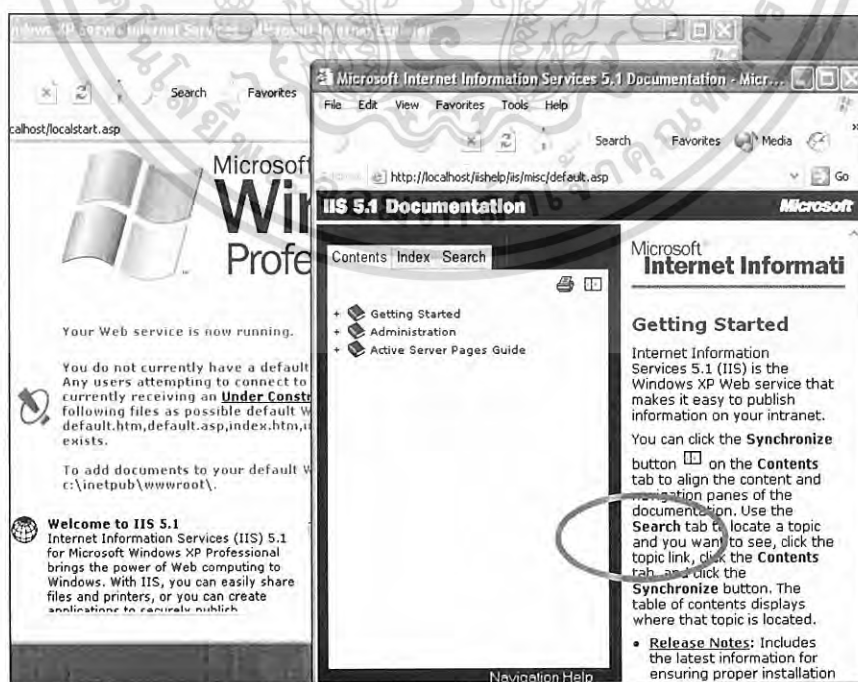 Search
Favorites
calhost/localstart.asp
Microsoft
Win
Profe
Your Web service is now running.
You do not currently have a default
Any users attempting to connect to
currently receiving an Under Constr
following files as possible default W
default.htm,default.asp,index.htm,
exists.
To add documents to your default W
c:\inetpub\wwwroot\.
Welcome to IIS 5.1
Internet Information Services (IIS) 5.1
for Microsoft Windows XP Professional
brings the power of Web computing to
Windows. With IIS, you can easily share
files and printers, or you can create
applications to securely publish
Microsoft Internet Information Services 5.1 Documentation - Micr...
File Edit View Favorites Tools Help
Search Favorites Media
http://localhost/iishelp/iis/misc/default.asp
Go
IIS 5.1 Documentation
Microsoft
Contents Index Search
+ Getting Started
+ Administration
+ Active Server Pages Guide
Navigation Help
Microsoft
Internet Informati
Getting Started
Internet Information
Services 5.1 (IIS) is the
Windows XP Web service that
makes it easy to publish
information on your intranet.
You can click the Synchronize
button on the Contents
tab to align the content and
navigation panes of the
documentation. Use the
Search tab to locate a topic
and you want to see, click the
topic link, click the Contents
tab, and click the
Synchronize button. The
table of contents displays
where that topic is located.
• Release Notes: Includes
the latest information for
ensuring proper installation